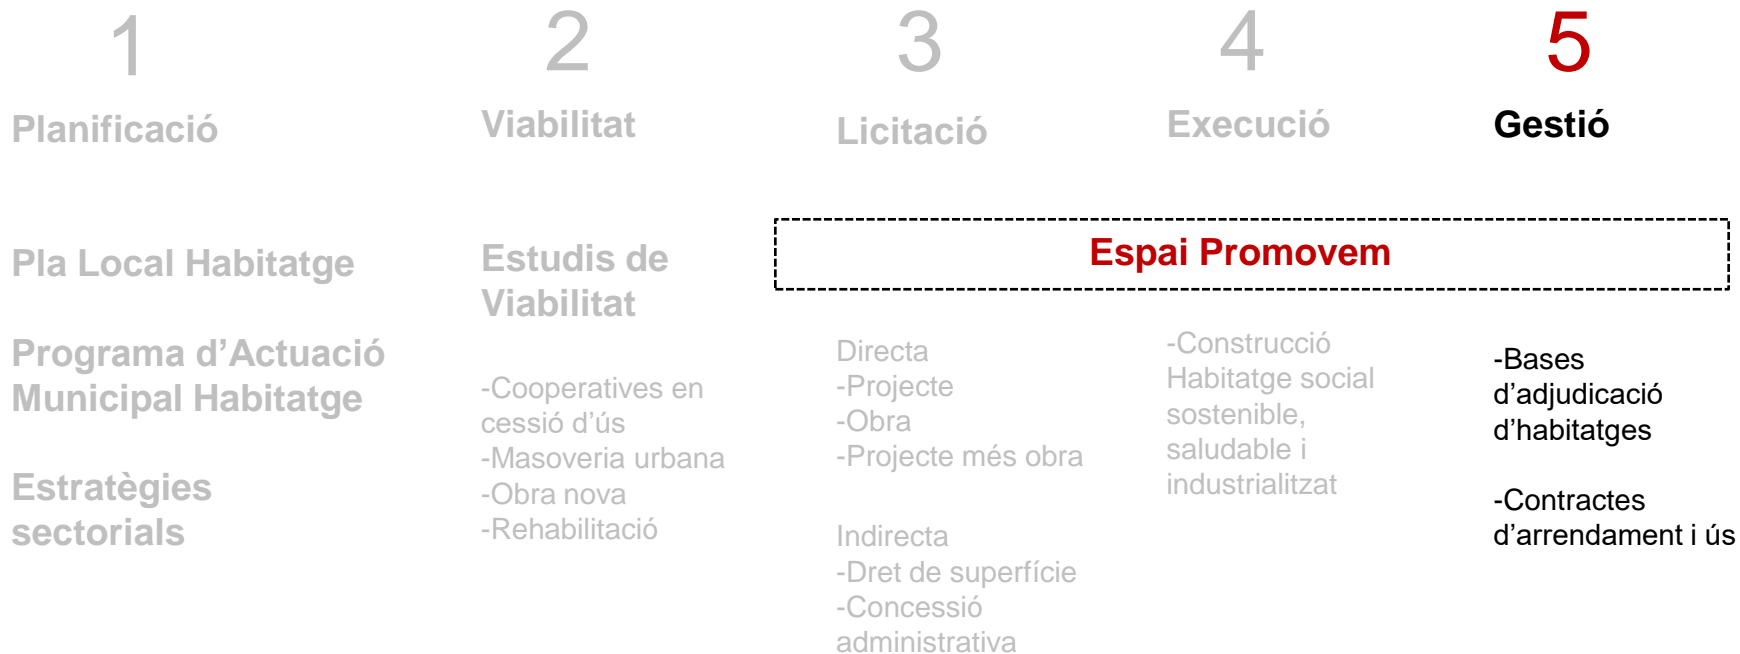 1
Planificació
Pla Local Habitatge
Programa d’Actuació
Municipal Habitatge
Estratègies
sectorials
2
Viabilitat
Estudis de
Viabilitat
-Cooperatives en
cessió d’ús
-Masoveria urbana
-Obra nova
-Rehabilitació
3
Licitació
Espai Promovem
Directa
-Projecte
-Obra
-Projecte més obra
Indirecta
-Dret de superfície
-Concessió
administrativa
4
Execució
-Construcció
Habitatge social
sostenible,
saludable i
industrialitzat
5
Gestió
-Bases
d’adjudicació
d’habitatges
-Contractes
d’arrendament i ús